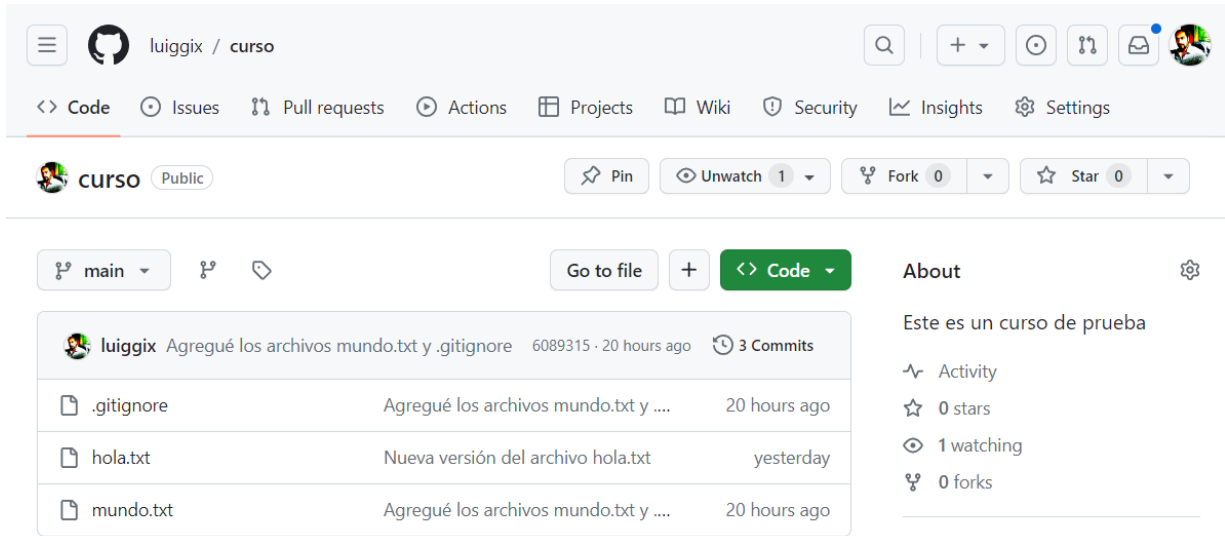 luiggix / curso
Code Issues Pull requests Actions Projects Wiki Security Insights Settings
curso Public Pin Unwatch 1 Fork 0 Star 0
main Go to file + Code
About
Este es un curso de prueba
luiggix Agregué los archivos mundo.txt y .gitignore 6089315 · 20 hours ago 3 Commits
.gitignore Agregué los archivos mundo.txt y .... 20 hours ago
hola.txt Nueva versión del archivo hola.txt yesterday
mundo.txt Agregué los archivos mundo.txt y .... 20 hours ago
Activity
0 stars
1 watching
0 forks